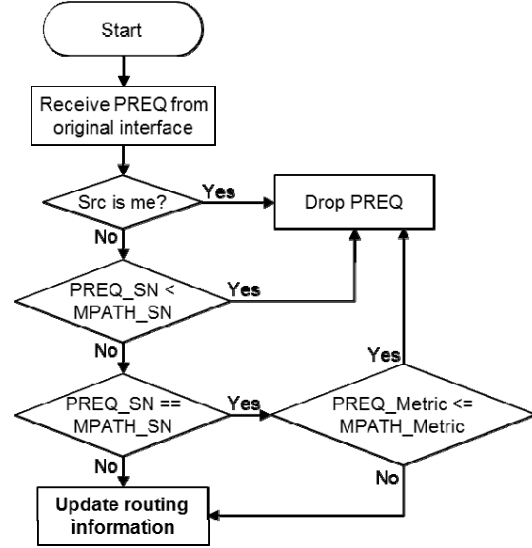 Start
Receive PREQ from
original interface
Src is me?
Yes
Drop PREQ
No
PREQ_SN <
MPATH_SN
Yes
No
Yes
PREQ_SN ==
MPATH_SN
Yes
PREQ_Metric <=
MPATH_Metric
No
No
Update routing
information